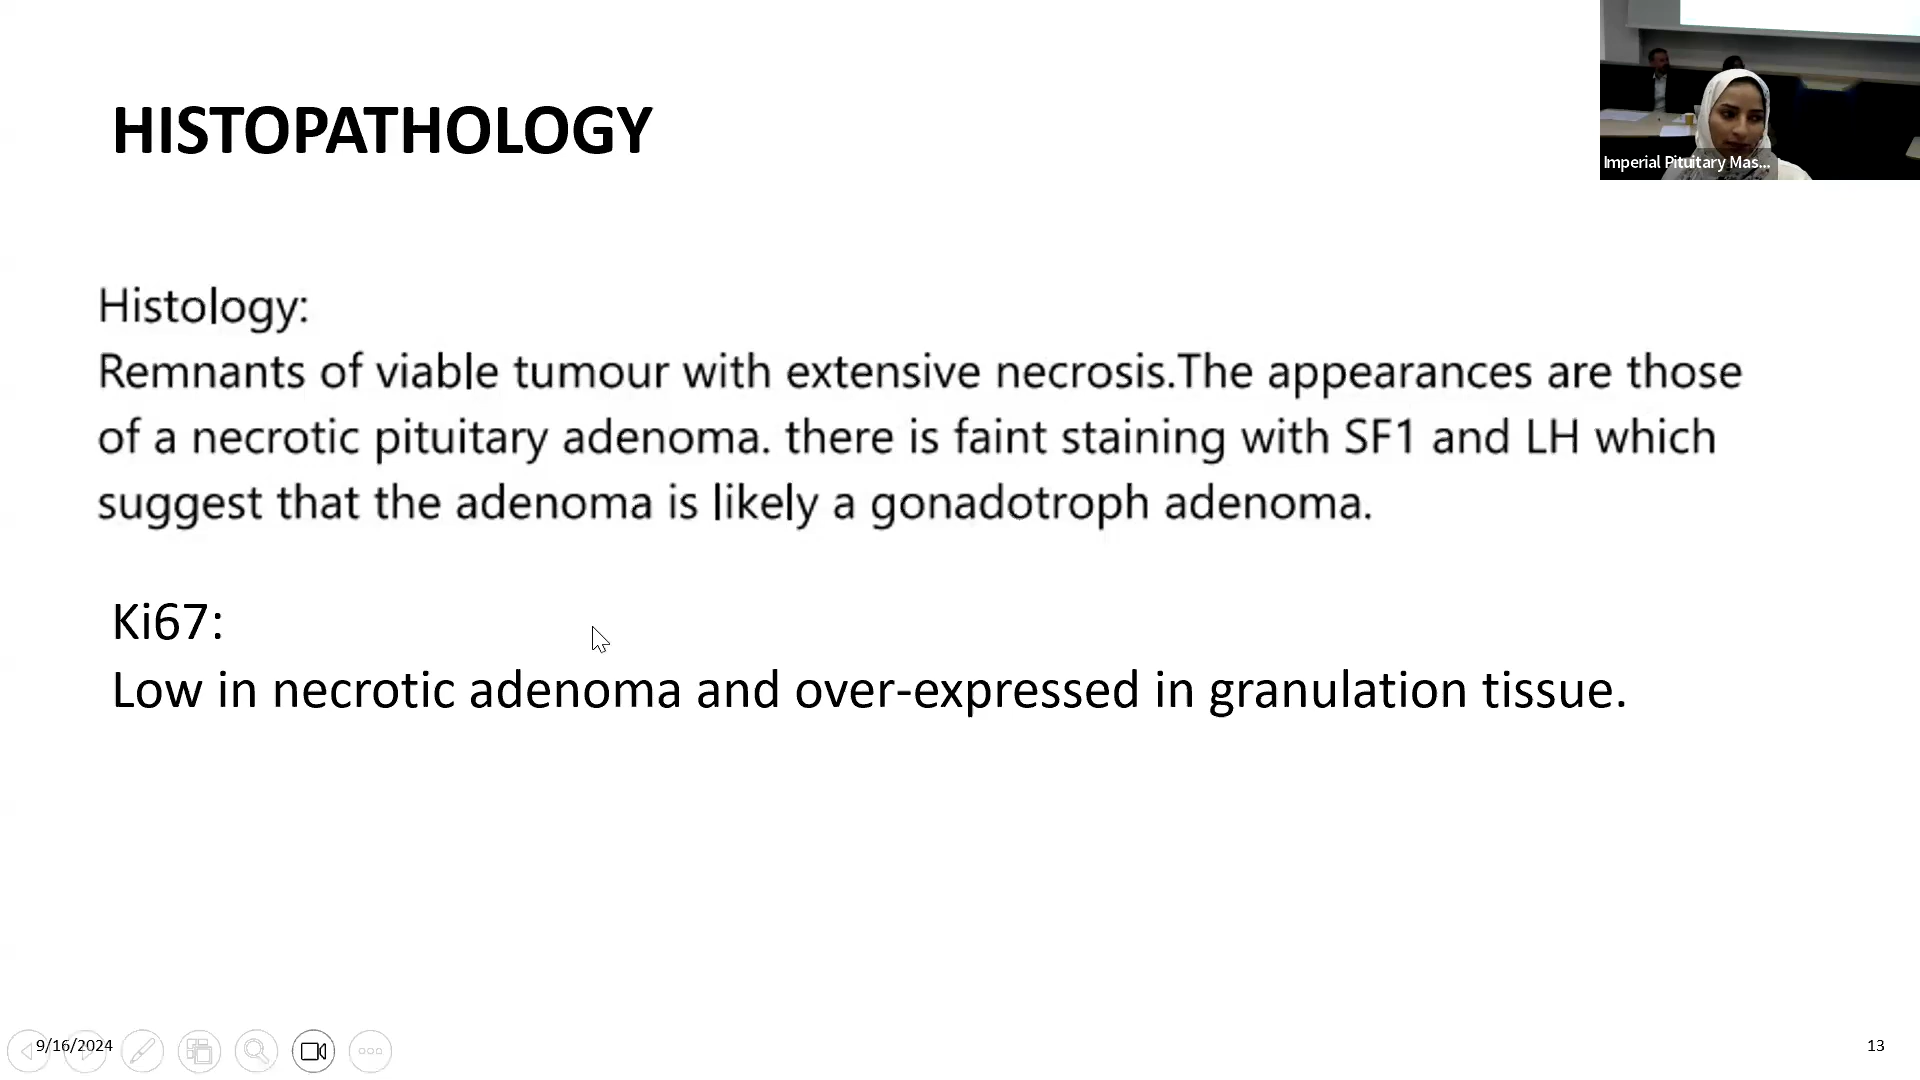 HISTOPATHOLOGY
Imperial Pituitary Mas...
Histology:
Remnants of viable tumour with extensive necrosis.The appearances are those
of a necrotic pituitary adenoma. there is faint staining with SF1 and LH which
suggest that the adenoma is likely a gonadotroph adenoma.
Ki67:
Low in necrotic adenoma and over-expressed in granulation tissue.
9/16/2024
13